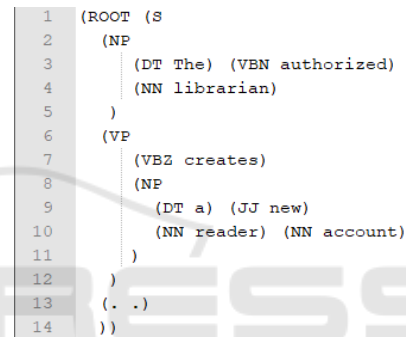 1 (ROOT (S
2 (NP
3 (DT The) (VBN authorized)
4 (NN librarian)
5 )
6 (VP
7 (VBZ creates)
8 (NP
9 (DT a) (JJ new)
10 (NN reader) (NN account)
11 )
12 )
13 (. .)
14 ))